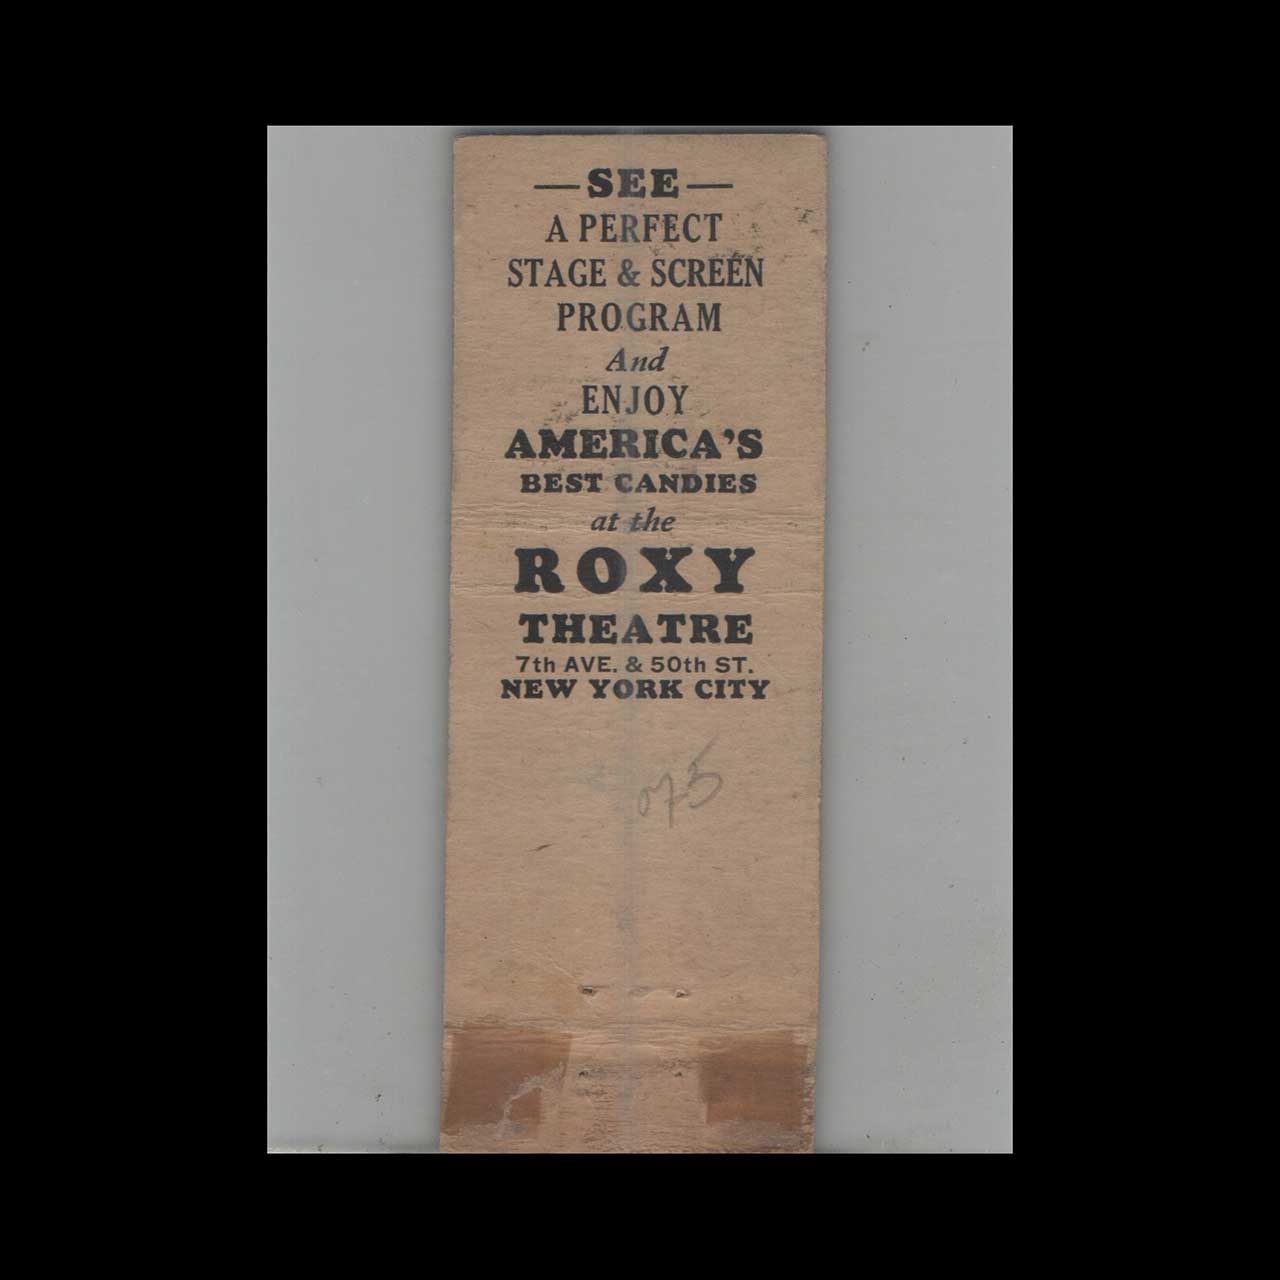 —SEE—
A PERFECT
STAGE & SCREEN
PROGRAM
And
ENJOY
AMERICA'S
BEST CANDIES
at the
ROXY
THEATRE
7th AVE. & 50th ST.
NEW YORK CITY
075